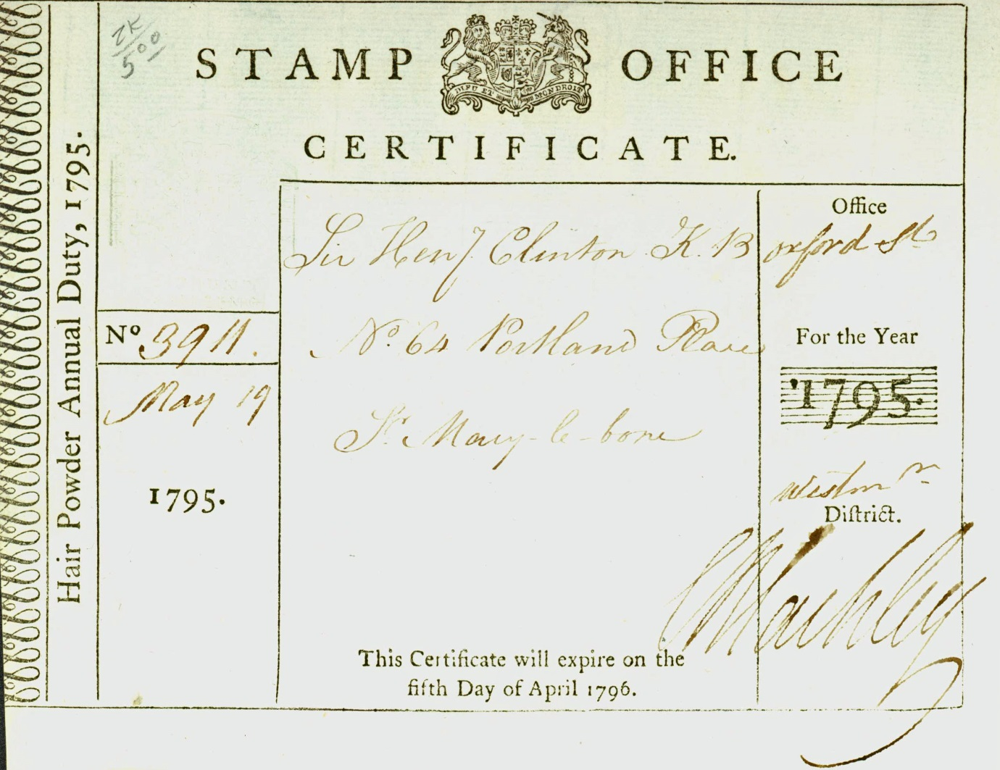 ZK
500
STAMP OFFICE
DIEU ET MON DROIT
CERTIFICATE.
Hair Powder Annual Duty, 1795.
Nº 3911.
May 19
1795.
Sir Heny Clinton K. B
Nº. 64 Portland Place
St. Mary-le-bone
Office
oxford St
For the Year
1795.
Westmr
Diſtrict.
This Certificate will expire on the
fifth Day of April 1796.